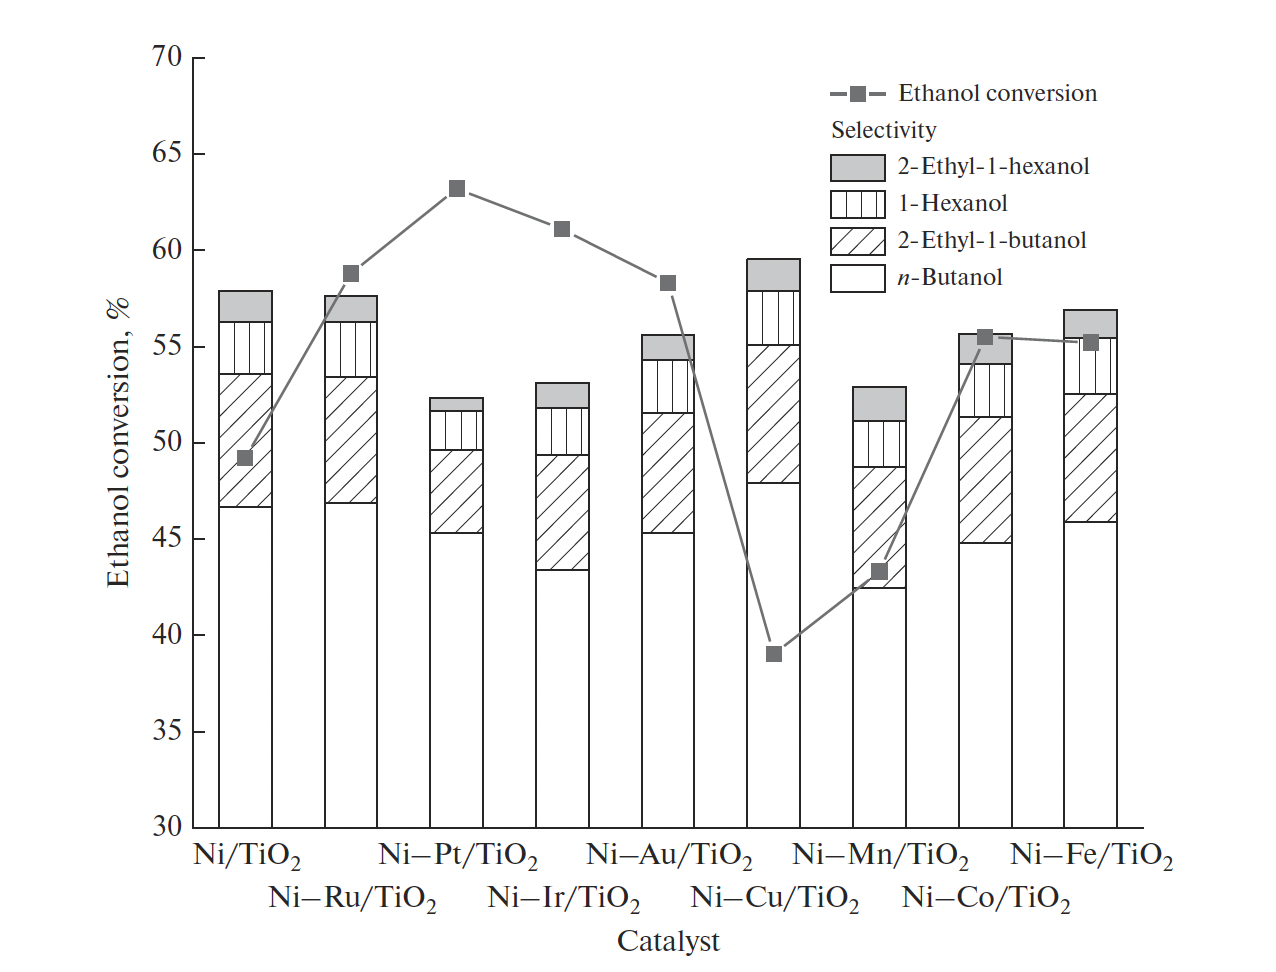 70
65
60
55
50
45
40
35
30
Ethanol conversion, %
Ethanol conversion
Selectivity
2-Ethyl-1-hexanol
1-Hexanol
2-Ethyl-1-butanol
n-Butanol
Ni/TiO₂ Ni–Pt/TiO₂ Ni–Au/TiO₂ Ni–Mn/TiO₂ Ni–Fe/TiO₂
Ni–Ru/TiO₂ Ni–Ir/TiO₂ Ni–Cu/TiO₂ Ni–Co/TiO₂
Catalyst